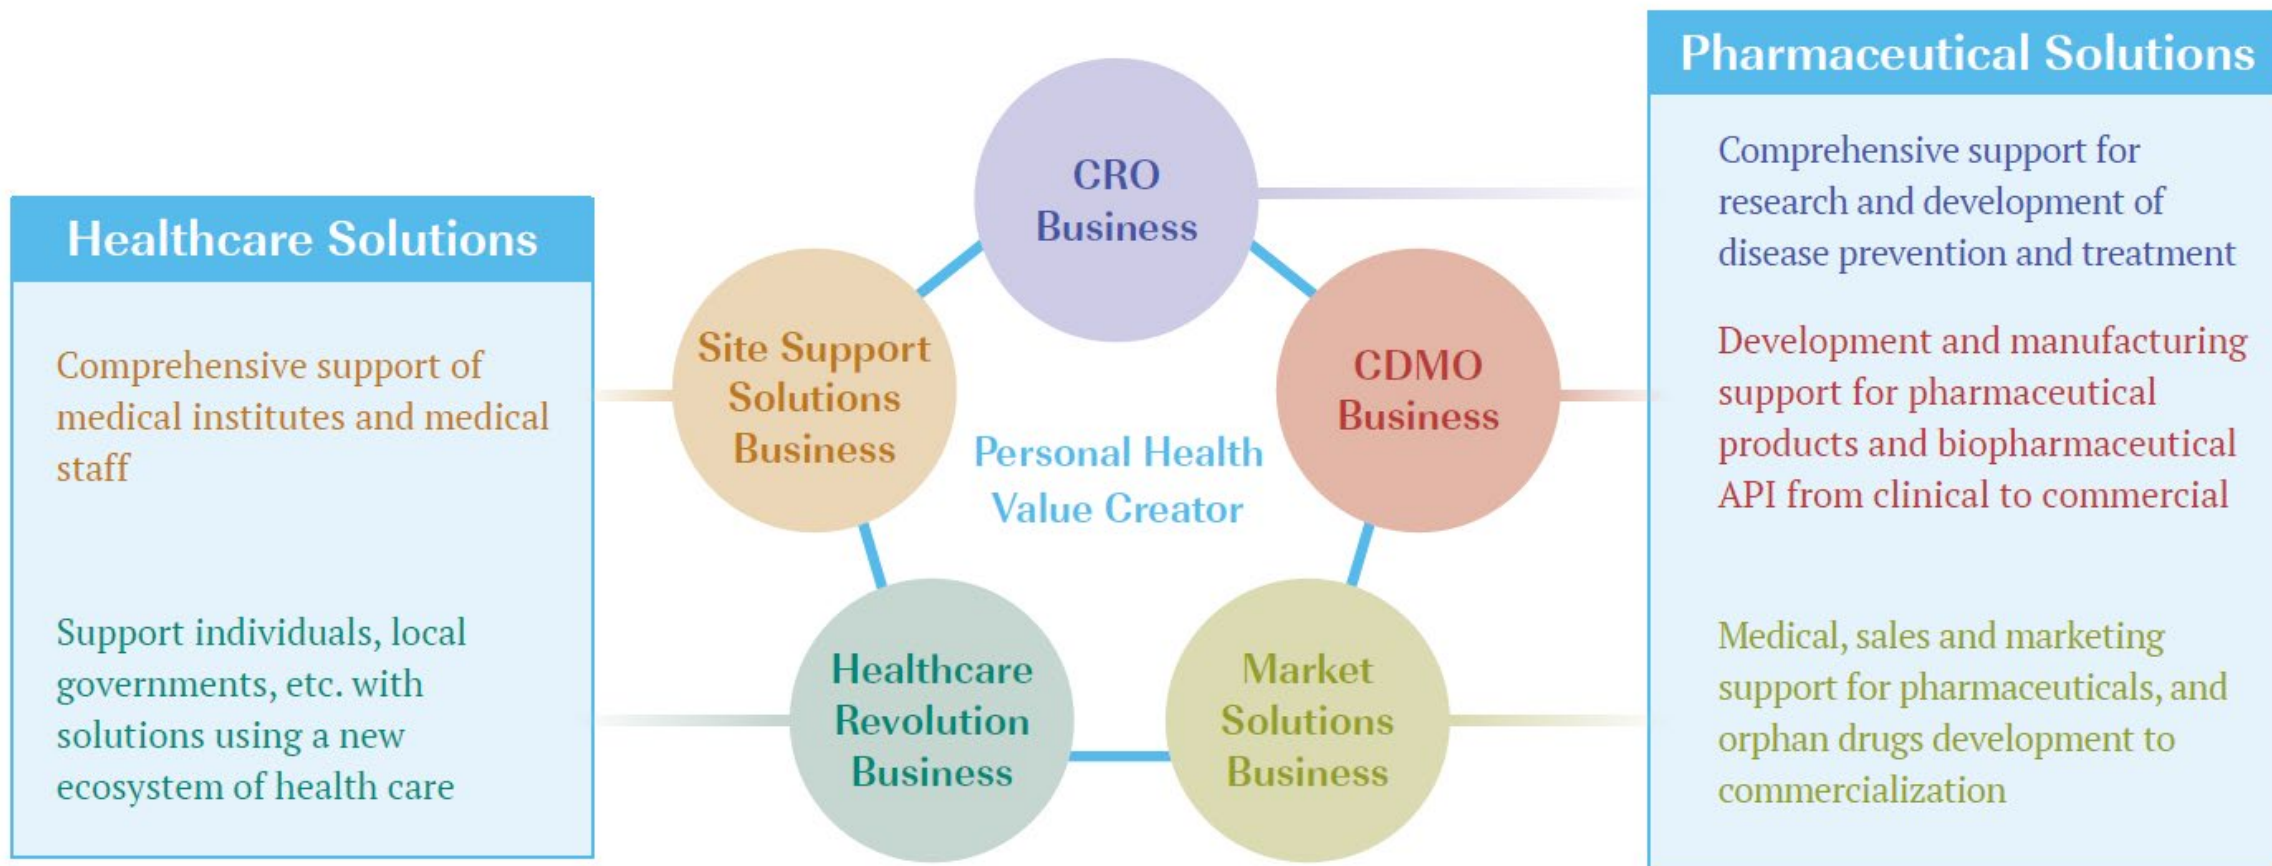 Healthcare Solutions
Comprehensive support of
medical institutes and medical
staff
Support individuals, local
governments, etc. with
solutions using a new
ecosystem of health care
CRO
Business
Site Support
Solutions
Business
CDMO
Business
Personal Health
Value Creator
Healthcare
Revolution
Business
Market
Solutions
Business
Pharmaceutical Solutions
Comprehensive support for
research and development of
disease prevention and treatment
Development and manufacturing
support for pharmaceutical
products and biopharmaceutical
API from clinical to commercial
Medical, sales and marketing
support for pharmaceuticals, and
orphan drugs development to
commercialization